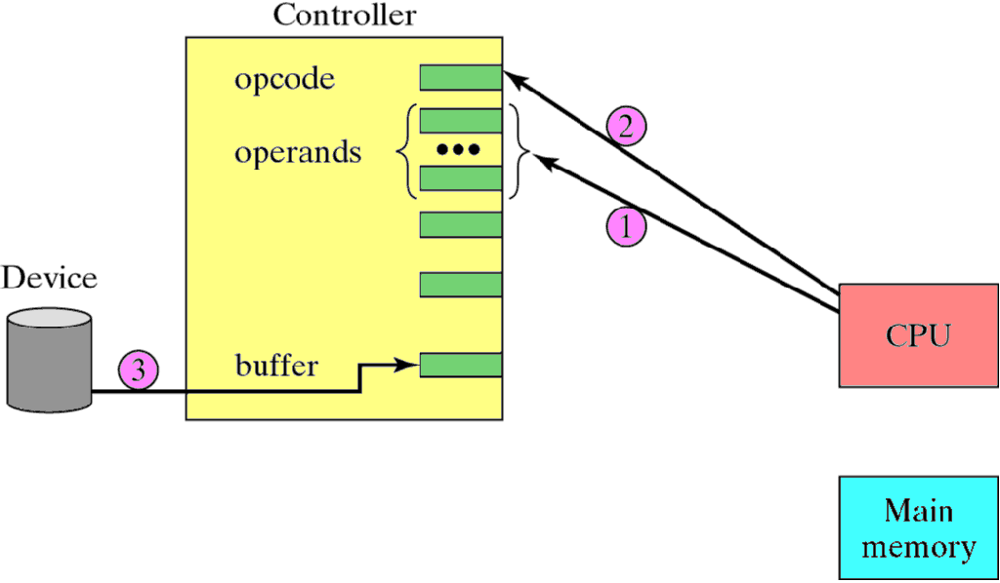 Controller
opcode
2
operands
1
Device
CPU
3
buffer
Main
memory